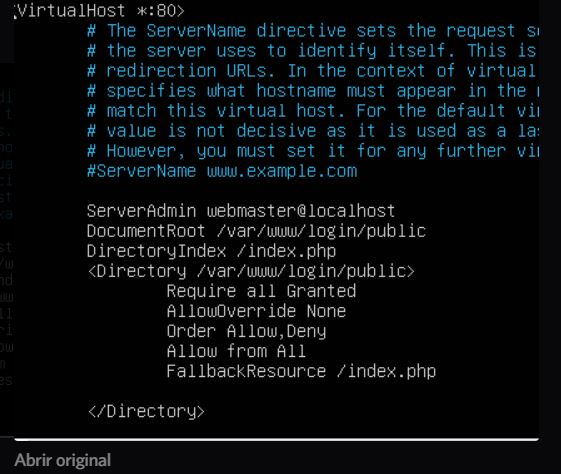 <VirtualHost *:80>
# The ServerName directive sets the request
# the server uses to identify itself. This is
# redirection URLs. In the context of virtual
# specifies what hostname must appear in the
# match this virtual host. For the default
# value is not decisive as it is used as a
# However, you must set it for any further
#ServerName www.example.com
ServerAdmin webmaster@localhost
DocumentRoot /var/www/login/public
DirectoryIndex /index.php
<Directory /var/www/login/public>
Require all Granted
AllowOverride None
Order Allow,Deny
Allow from All
FallbackResource /index.php
</Directory>
Abrir original